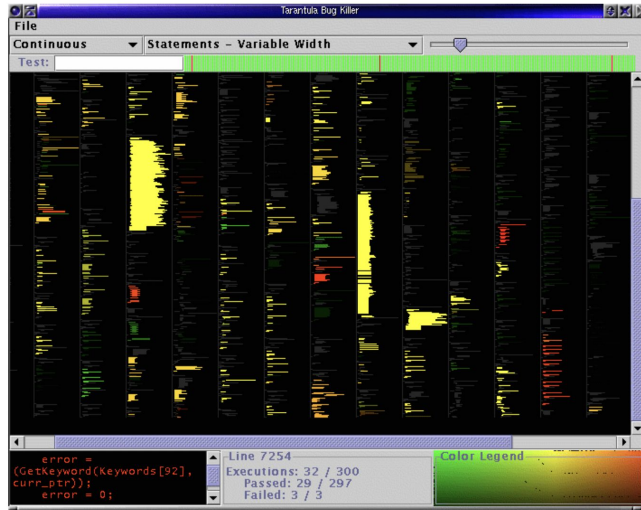 Tarantula Bug Killer
File
Continuous
Statements - Variable Width
Test:
error =
(GetKeyword(Keywords[92],
curr_ptr));
error = 0;
Line 7254
Executions: 32 / 300
Passed: 29 / 297
Failed: 3 / 3
Color Legend